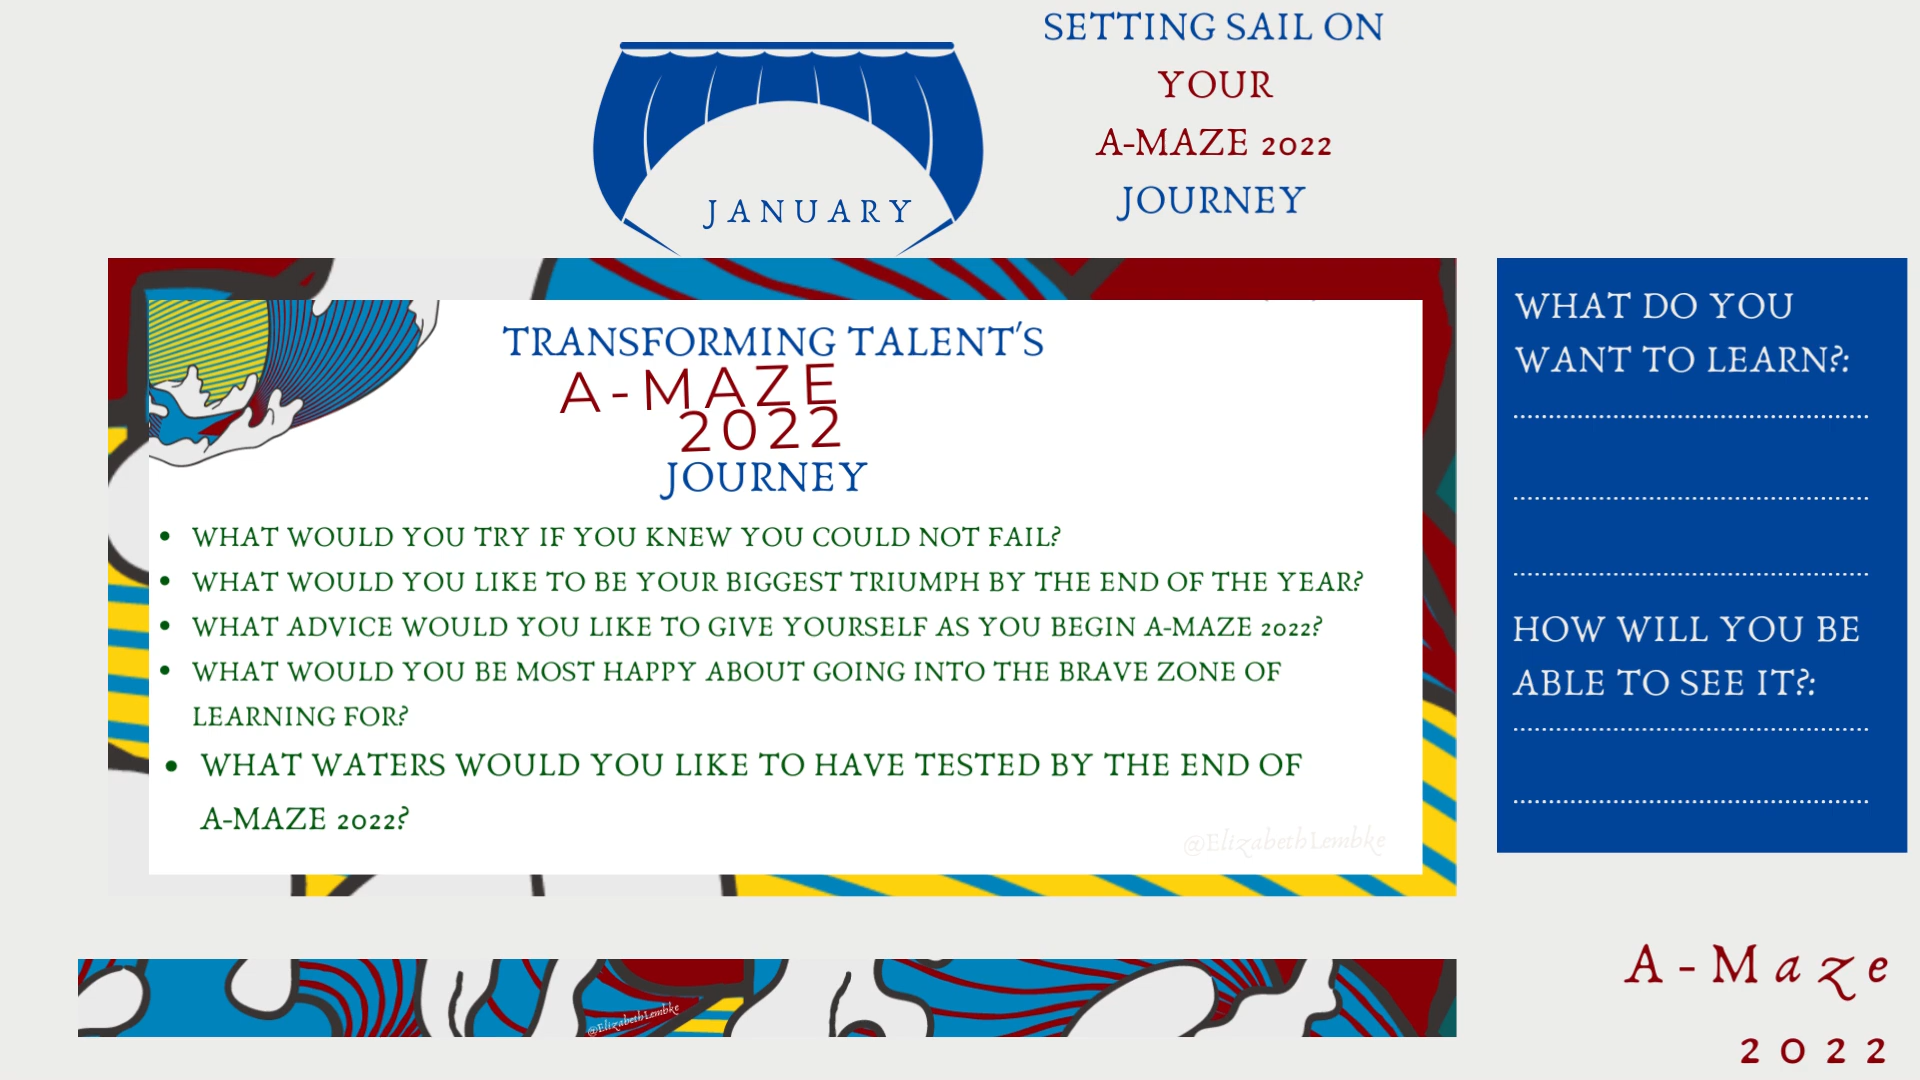 SETTING SAIL ON
YOUR
A-MAZE 2022
JOURNEY
JANUARY
TRANSFORMING TALENT'S
A-MAZE
2022
JOURNEY
• WHAT WOULD YOU TRY IF YOU KNEW YOU COULD NOT FAIL?
• WHAT WOULD YOU LIKE TO BE YOUR BIGGEST TRIUMPH BY THE END OF THE YEAR?
• WHAT ADVICE WOULD YOU LIKE TO GIVE YOURSELF AS YOU BEGIN A-MAZE 2022?
• WHAT WOULD YOU BE MOST HAPPY ABOUT GOING INTO THE BRAVE ZONE OF
LEARNING FOR?
• WHAT WATERS WOULD YOU LIKE TO HAVE TESTED BY THE END OF
A-MAZE 2022?
@ElizabethLembke
WHAT DO YOU
WANT TO LEARN?:
HOW WILL YOU BE
ABLE TO SEE IT?:
@ElizabethLembke
A-Maze
2022